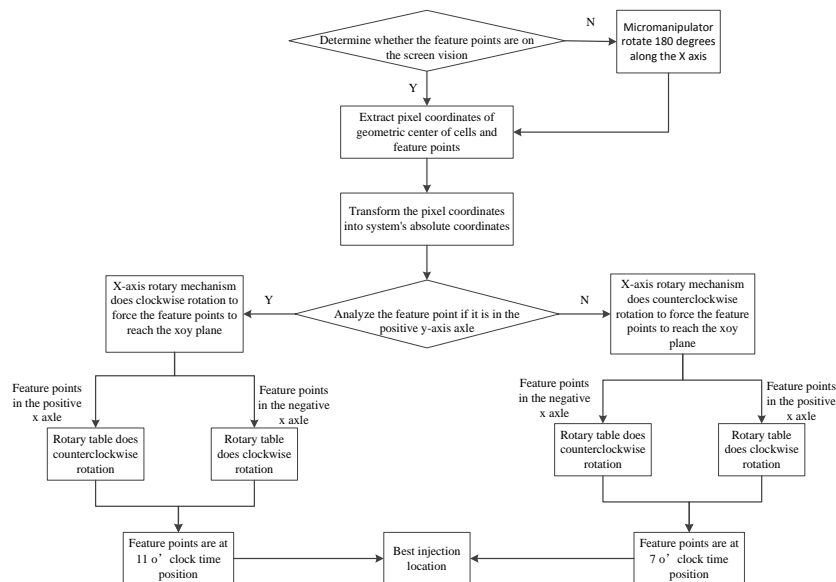 Determine whether the feature points are on
the screen vision
N
Micromanipulator
rotate 180 degrees
along the X axis
Y
Extract pixel coordinates of
geometric center of cells and
feature points
Transform the pixel coordinates
into system's absolute coordinates
X-axis rotary mechanism
does clockwise rotation to
force the feature points to
reach the xoy plane
Y
Analyze the feature point if it is in the
positive y-axis axle
N
X-axis rotary mechanism
does counterclockwise
rotation to force the feature
points to reach the xoy
plane
Feature points
in the positive
x axle
Feature points
in the negative
x axle
Feature points
in the negative
x axle
Feature points
in the positive
x axle
Rotary table does
counterclockwise
rotation
Rotary table
does clockwise
rotation
Rotary table does
counterclockwise
rotation
Rotary table
does clockwise
rotation
Feature points are at
11 o’ clock time
position
Best injection
location
Feature points are at
7 o’ clock time
position